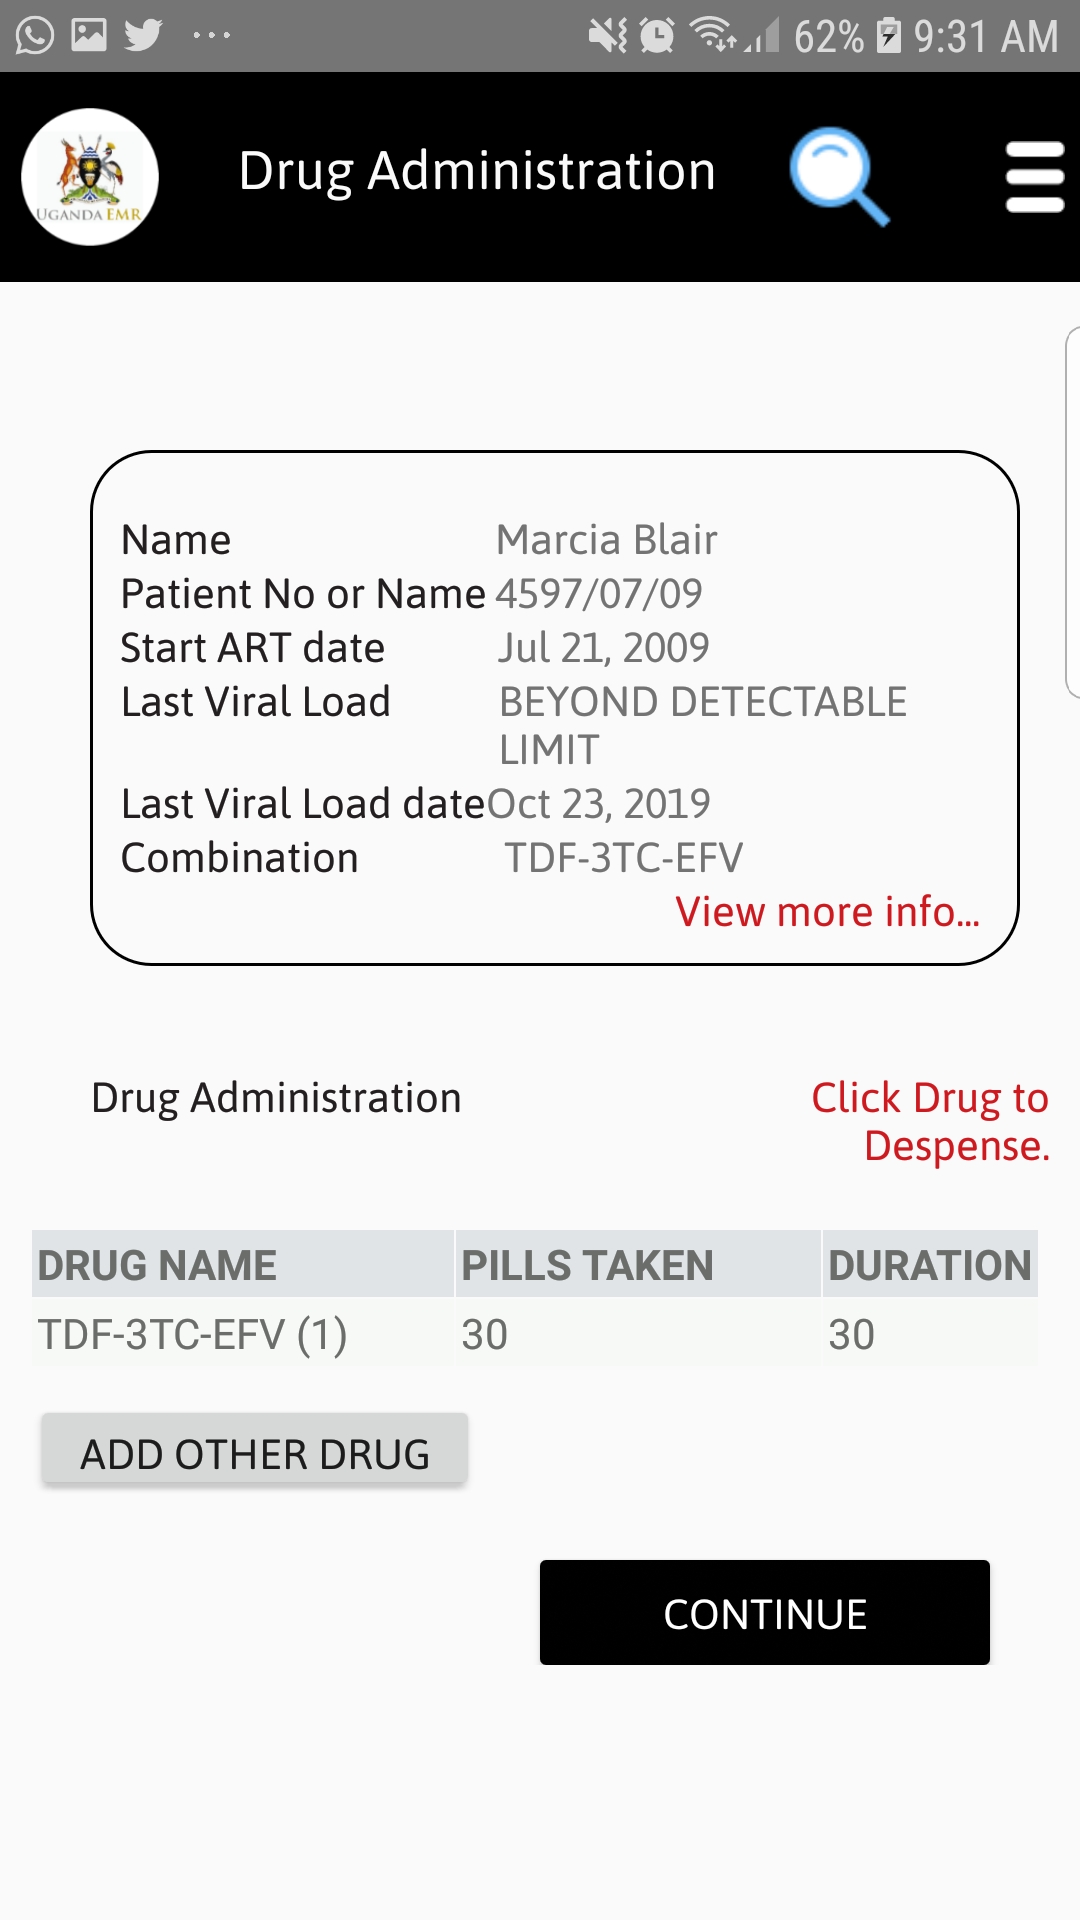 62% 9:31 AM
UGANDA EMR
Drug Administration
Name Marcia Blair
Patient No or Name 4597/07/09
Start ART date Jul 21, 2009
Last Viral Load BEYOND DETECTABLE
LIMIT
Last Viral Load date Oct 23, 2019
Combination TDF-3TC-EFV
View more info...
Drug Administration Click Drug to
Despense.
DRUG NAME PILLS TAKEN DURATION
TDF-3TC-EFV (1) 30 30
ADD OTHER DRUG
CONTINUE